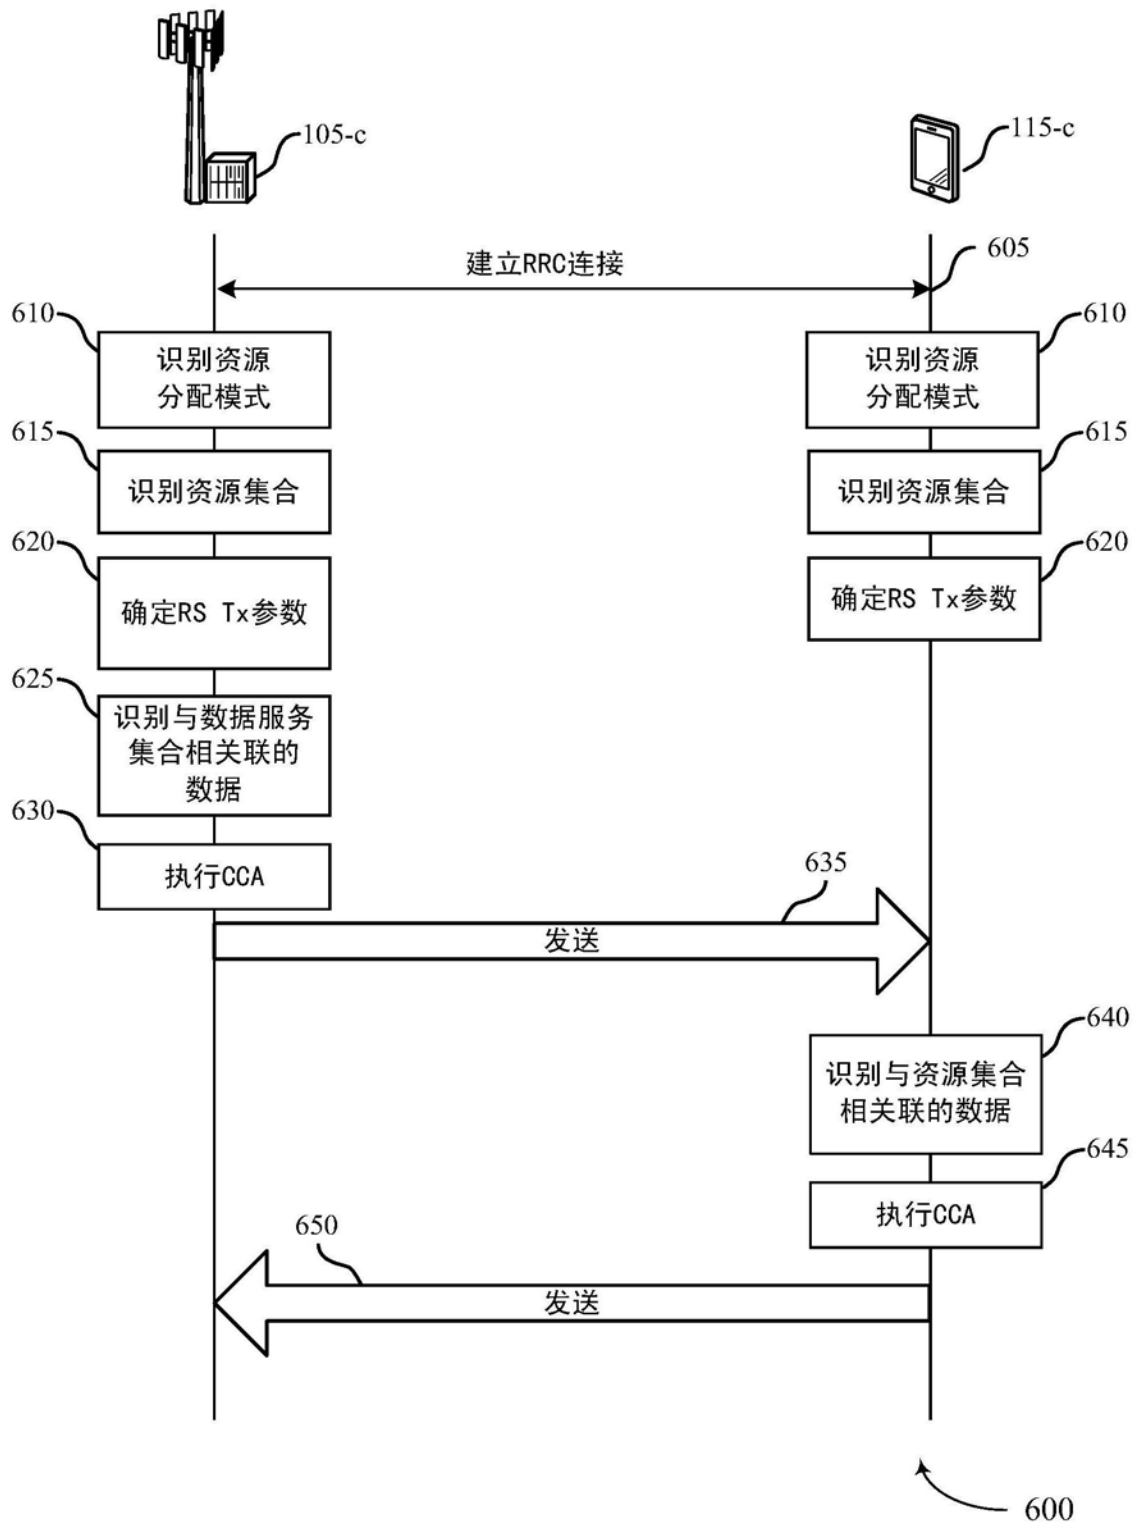 105-c
115-c
建立RRC连接
605
610
识别资源
分配模式
610
识别资源
分配模式
615
识别资源集合
615
识别资源集合
620
确定RS Tx参数
620
确定RS Tx参数
625
识别与数据服务
集合相关联的
数据
630
执行CCA
635
发送
640
识别与资源集合
相关联的数据
645
执行CCA
650
发送
600